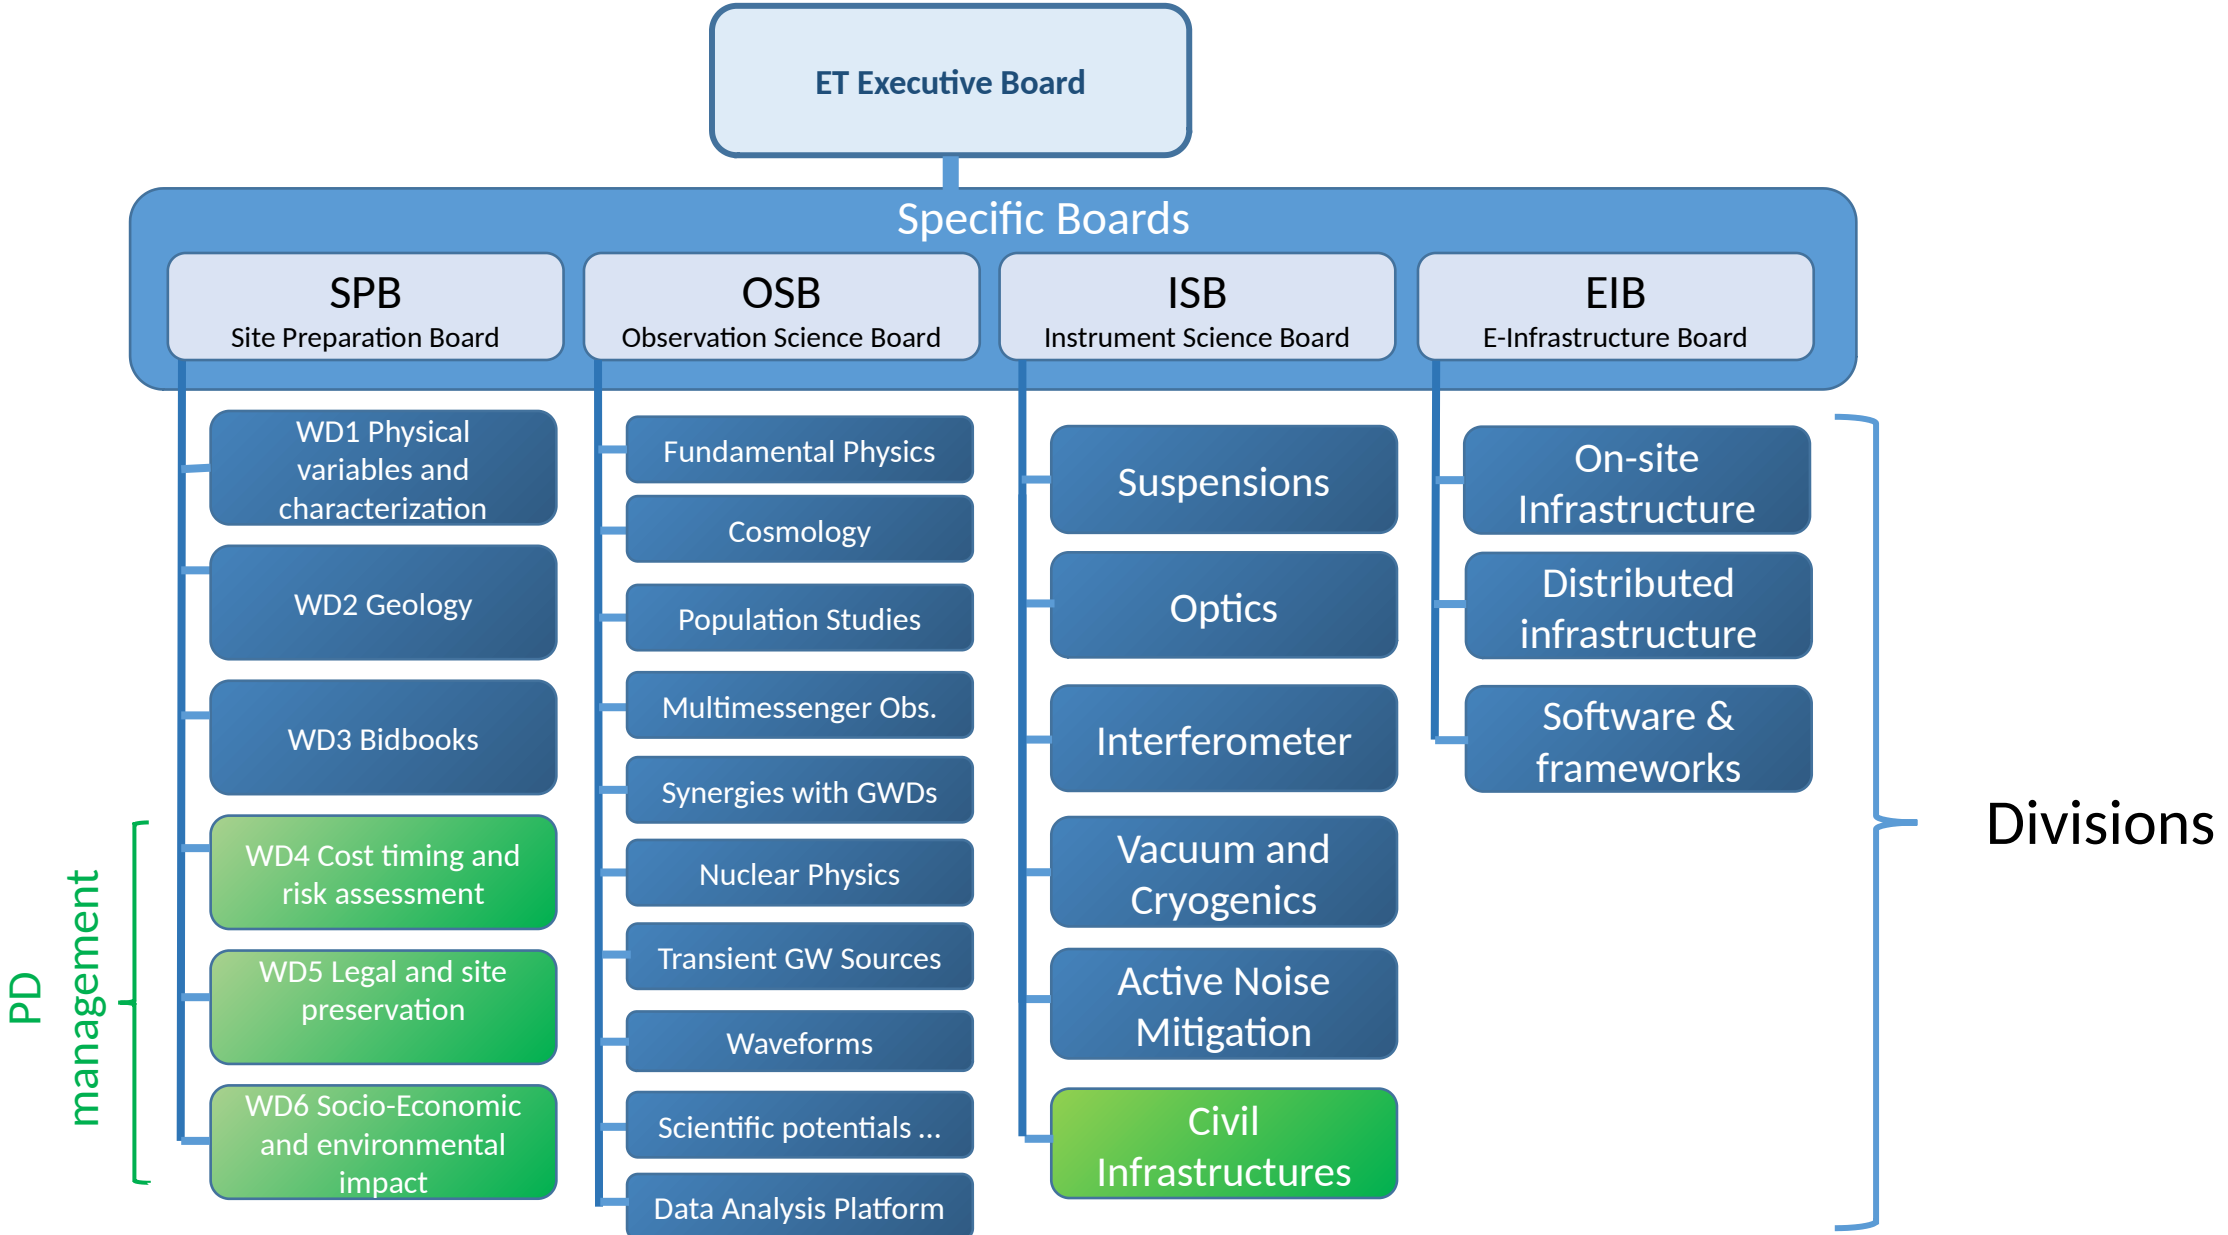 ET Executive Board
Specific Boards
SPB
Site Preparation Board
OSB
Observation Science Board
ISB
Instrument Science Board
EIB
E-Infrastructure Board
WD1 Physical
variables and
characterization
WD2 Geology
WD3 Bidbooks
WD4 Cost timing and
risk assessment
WD5 Legal and site
preservation
WD6 Socio-Economic
and environmental
impact
PD
management
Fundamental Physics
Cosmology
Population Studies
Multimessenger Obs.
Synergies with GWDs
Nuclear Physics
Transient GW Sources
Waveforms
Scientific potentials ...
Data Analysis Platform
Suspensions
Optics
Interferometer
Vacuum and
Cryogenics
Active Noise
Mitigation
Civil
Infrastructures
On-site
Infrastructure
Distributed
infrastructure
Software &
frameworks
Divisions